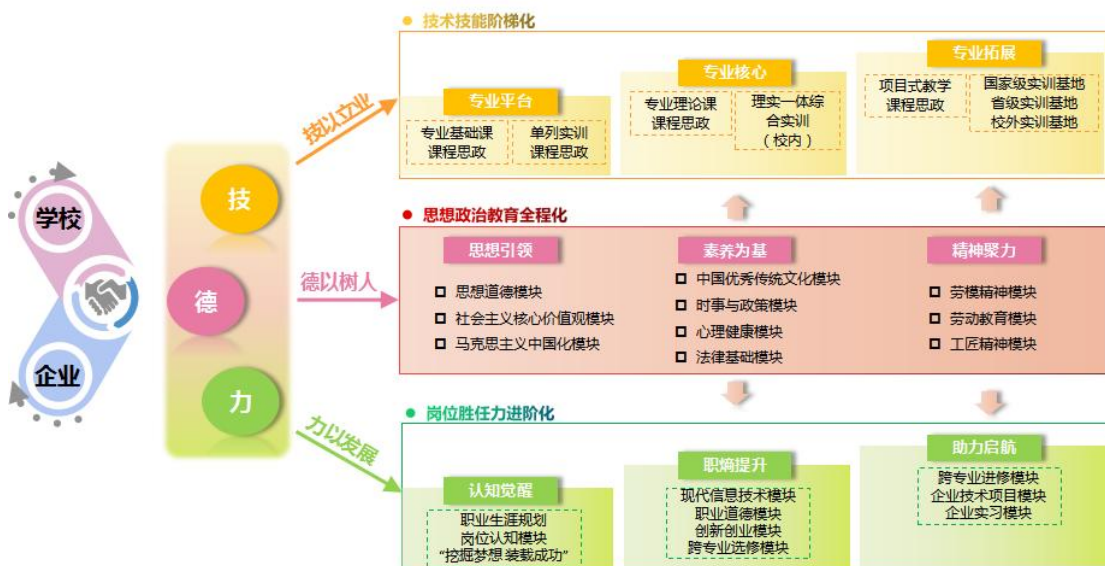 学校
企业
技
德
力
技以立业
德以树人
力以发展
技术技能阶梯化
专业平台
专业基础课
课程思政
单列实训
课程思政
专业核心
专业理论课
课程思政
理实一体综
合实训
（校内）
专业拓展
项目式教学
课程思政
国家级实训基地
省级实训基地
校外实训基地
思想政治教育全程化
思想引领
思想道德模块
社会主义核心价值观模块
马克思主义中国化模块
素养为基
中国优秀传统文化模块
时事与政策模块
心理健康模块
法律基础模块
精神聚力
劳模精神模块
劳动教育模块
工匠精神模块
岗位胜任力进阶化
认知觉醒
职业生涯规划
岗位认知模块
“挖掘梦想 装载成功”
职熵提升
现代信息技术模块
职业道德模块
创新创业模块
跨专业选修模块
助力启航
跨专业进修模块
企业技术项目模块
企业实习模块